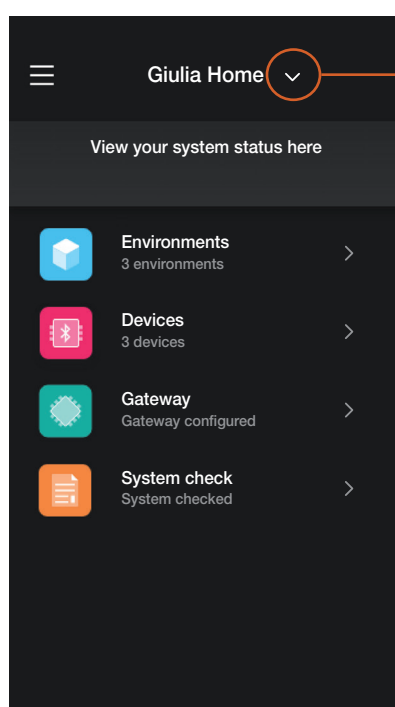 Giulia Home
View your system status here
Environments
3 environments
Devices
3 devices
Gateway
Gateway configured
System check
System checked